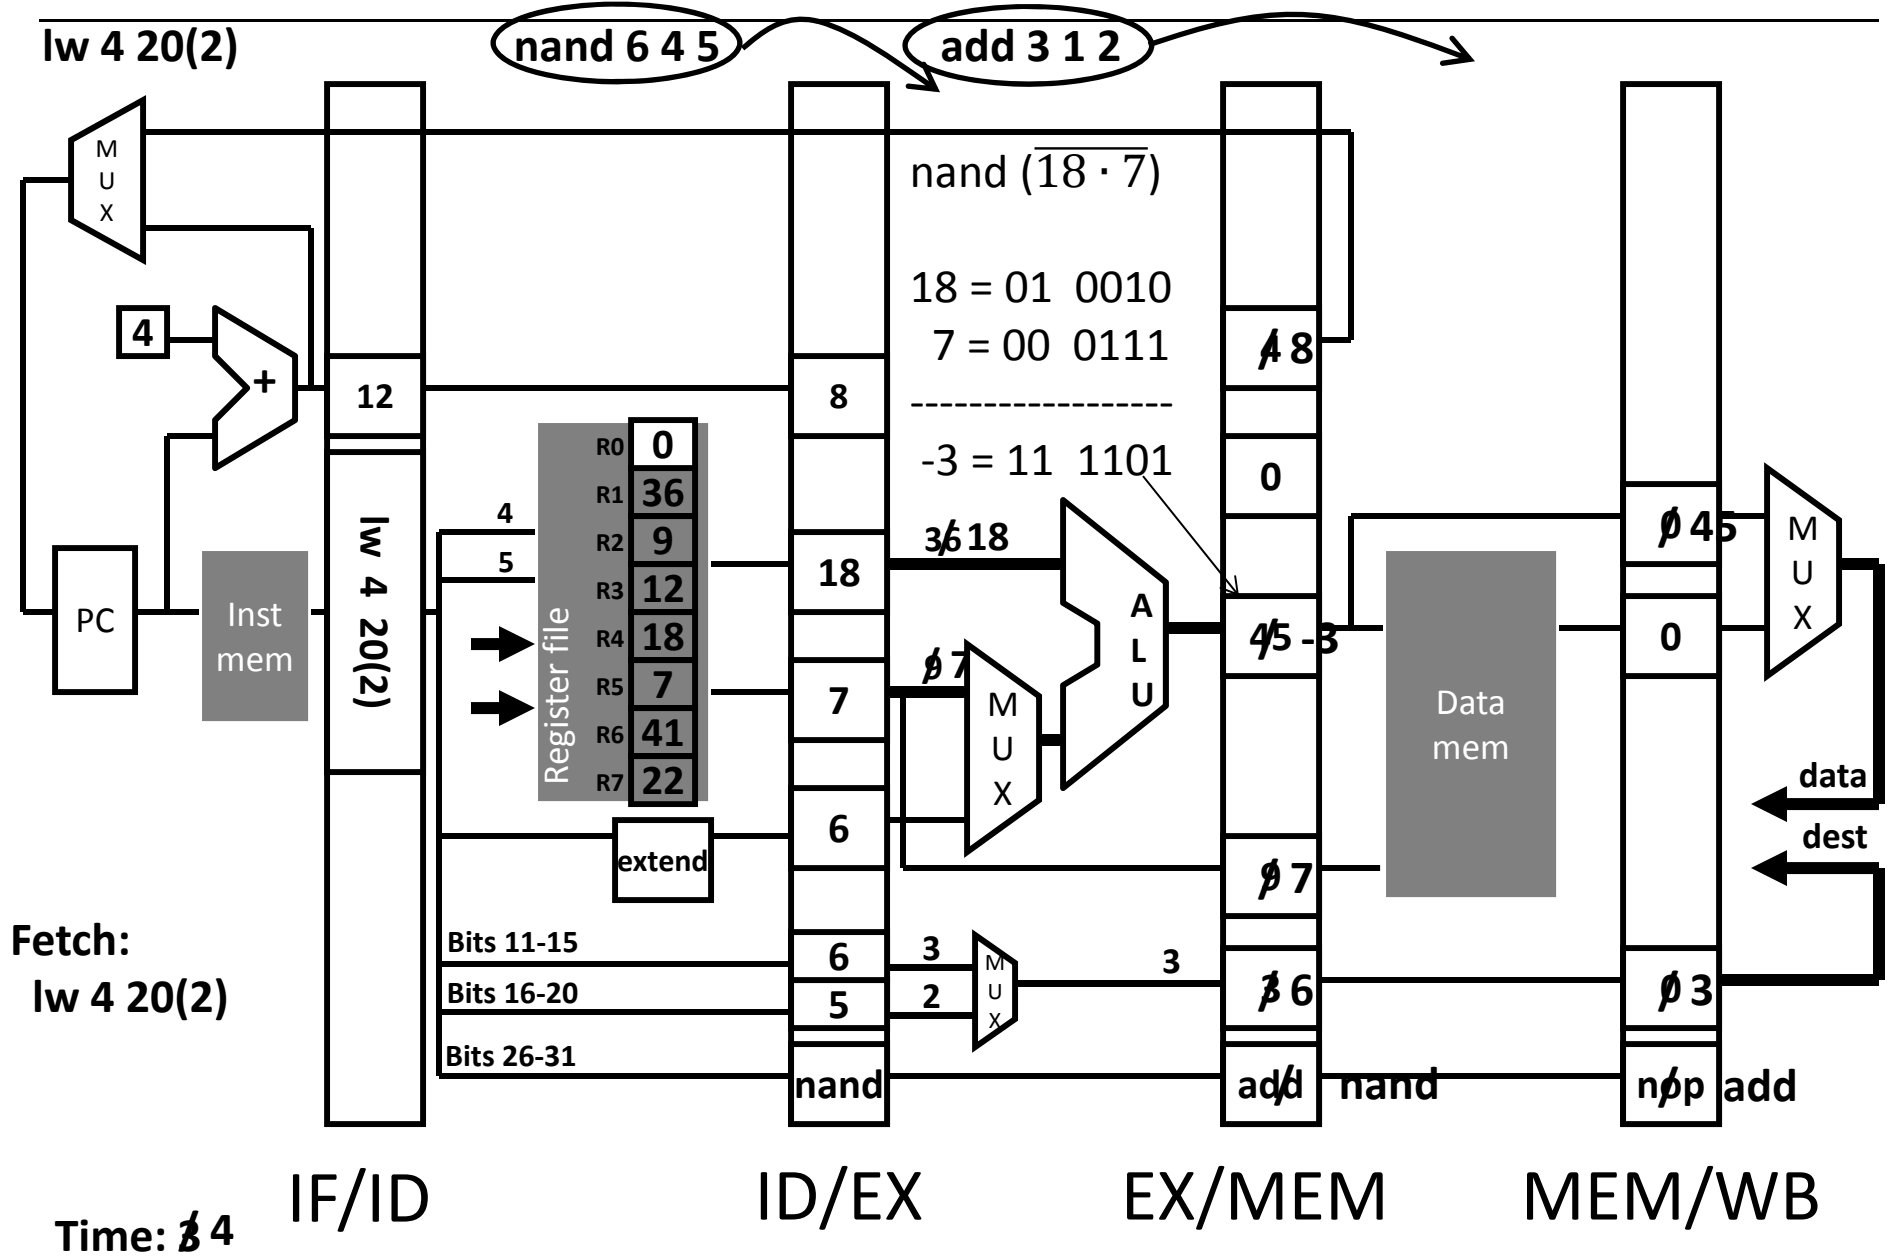 lw 4 20(2)
nand 6 4 5
add 3 1 2
M
U
X
nand (18 · 7)
18 = 01 0010
7 = 00 0111
------------------
-3 = 11 1101
4
+
12
8
4 8
0
R0 0
R1 36
R2 9
R3 12
R4 18
R5 7
R6 41
R7 22
Register file
4
5
lw 4 20(2)
PC
Inst
mem
18
7
6
extend
36 18
9 7
M
U
X
A
L
U
45 -3
Data
mem
0 45
0
M
U
X
data
dest
9 7
Fetch:
lw 4 20(2)
Bits 11-15
Bits 16-20
Bits 26-31
6
5
nand
3
2
M
U
X
3
3 6
add nand
0 3
nop add
IF/ID
ID/EX
EX/MEM
MEM/WB
Time: 3 4